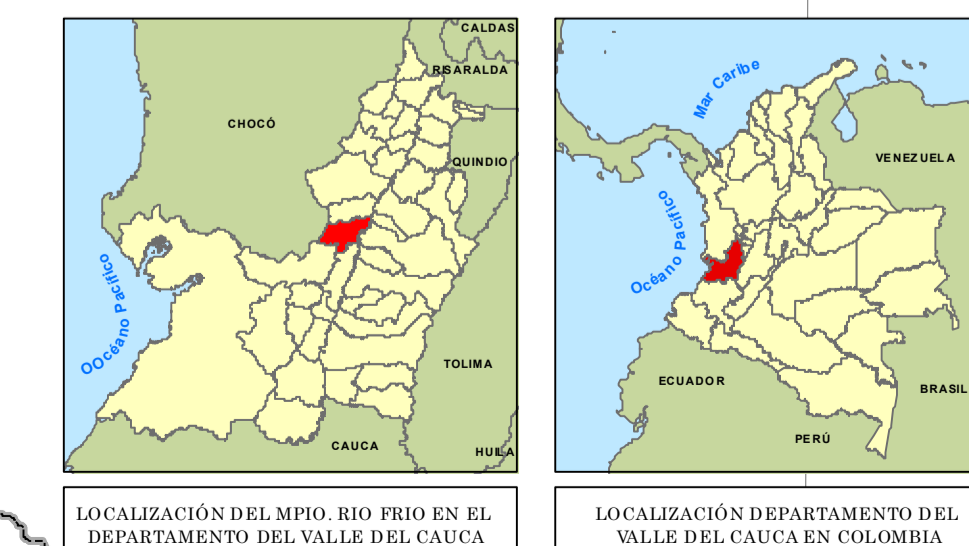 CALDAS
RISARALDA
CHOCÓ
QUINDIO
OOcéano Pacífico
TOLIMA
CAUCA
HUILA
LOCALIZACIÓN DEL MPIO. RIO FRIO EN EL
DEPARTAMENTO DEL VALLE DEL CAUCA
Mar Caribe
VENEZUELA
Océano Pacífico
ECUADOR
BRASIL
PERÚ
LOCALIZACIÓN DEPARTAMENTO DEL
VALLE DEL CAUCA EN COLOMBIA